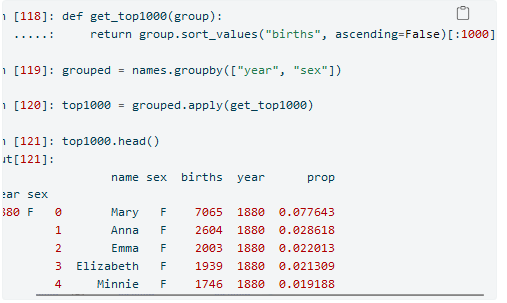 n [118]: def get_top1000(group):
.....:     return group.sort_values("births", ascending=False)[:1000]
n [119]: grouped = names.groupby(["year", "sex"])
n [120]: top1000 = grouped.apply(get_top1000)
n [121]: top1000.head()
ut[121]:
name sex births year prop
ear sex
880 F 0 Mary F 7065 1880 0.077643
1 Anna F 2604 1880 0.028618
2 Emma F 2003 1880 0.022013
3 Elizabeth F 1939 1880 0.021309
4 Minnie F 1746 1880 0.019188